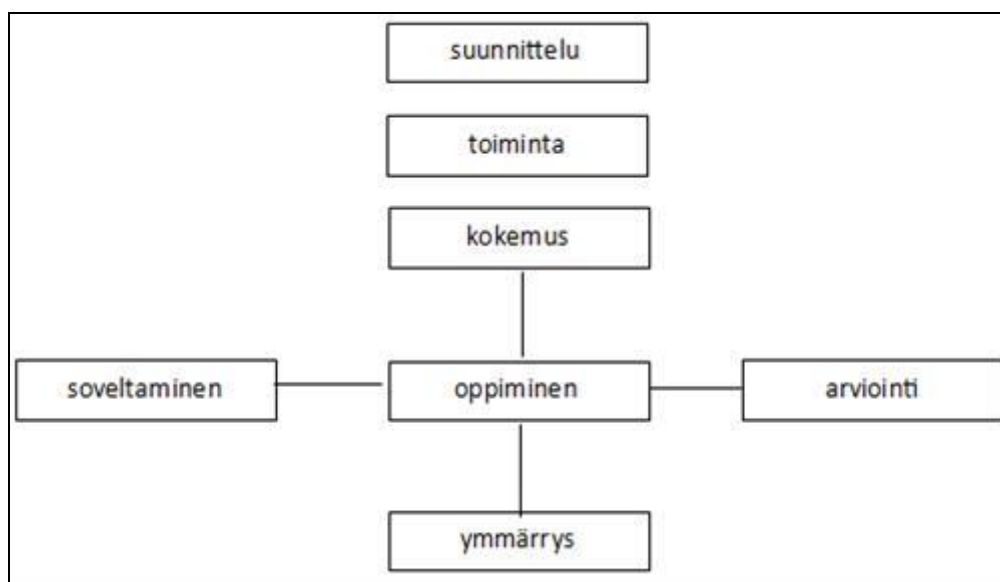 suunnittelu
toiminta
kokemus
soveltaminen
oppiminen
arviointi
ymmärrys